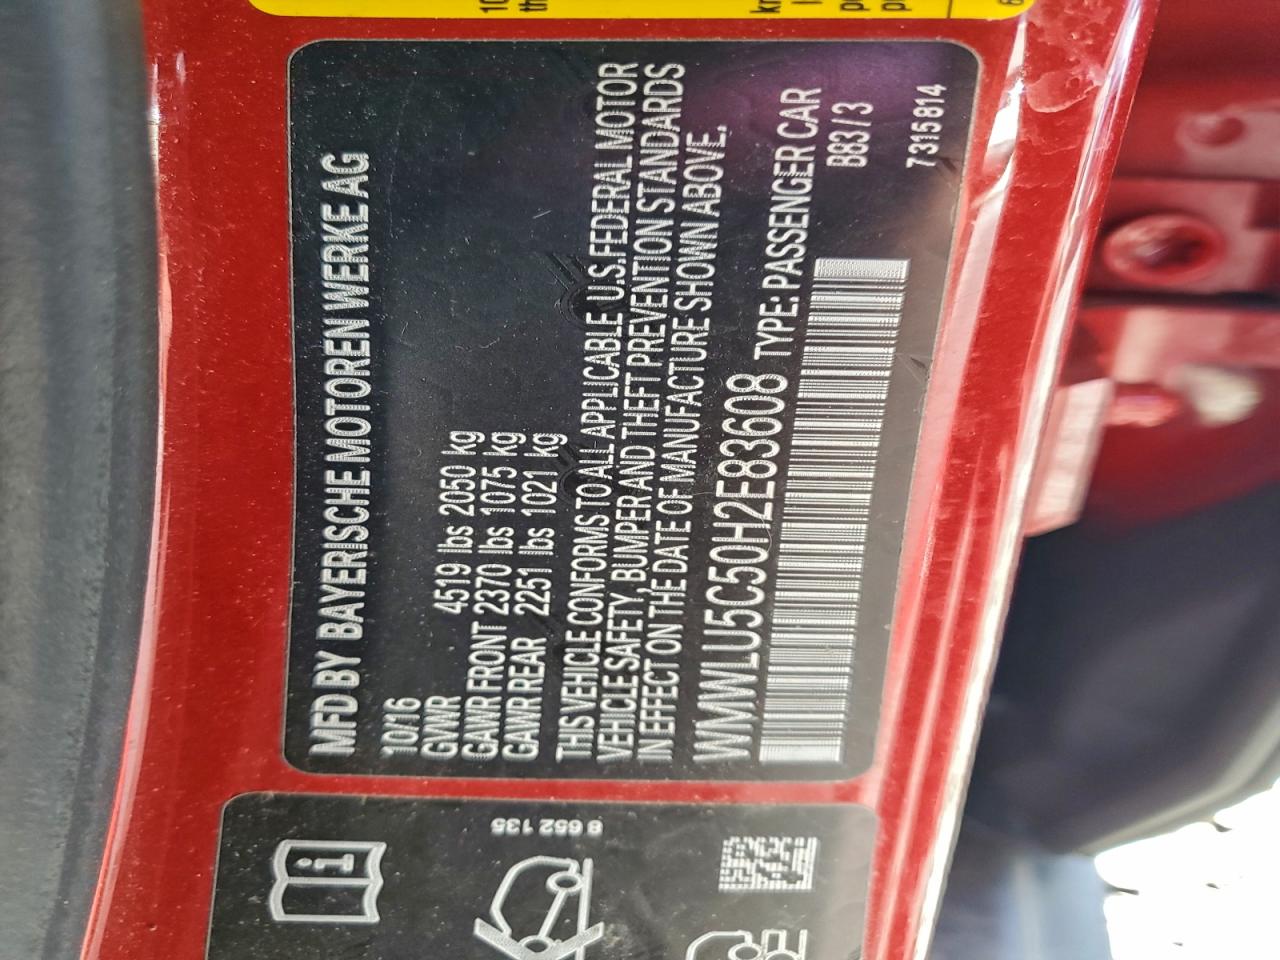 MFD BY BAYERISCHE MOTOREN WERKE AG
10/16
GVWR 4519 lbs 2050 kg
GAWR FRONT 2370 lbs 1075 kg
GAWR REAR 2251 lbs 1021 kg
THIS VEHICLE CONFORMS TO ALL APPLICABLE U.S.FEDERAL MOTOR
VEHICLE SAFETY, BUMPER AND THEFT PREVENTION STANDARDS
IN EFFECT ON THE DATE OF MANUFACTURE SHOWN ABOVE.
WMWLU5C50H2E83608 TYPE: PASSENGER CAR
B83 / 3
7315814
8 652 135